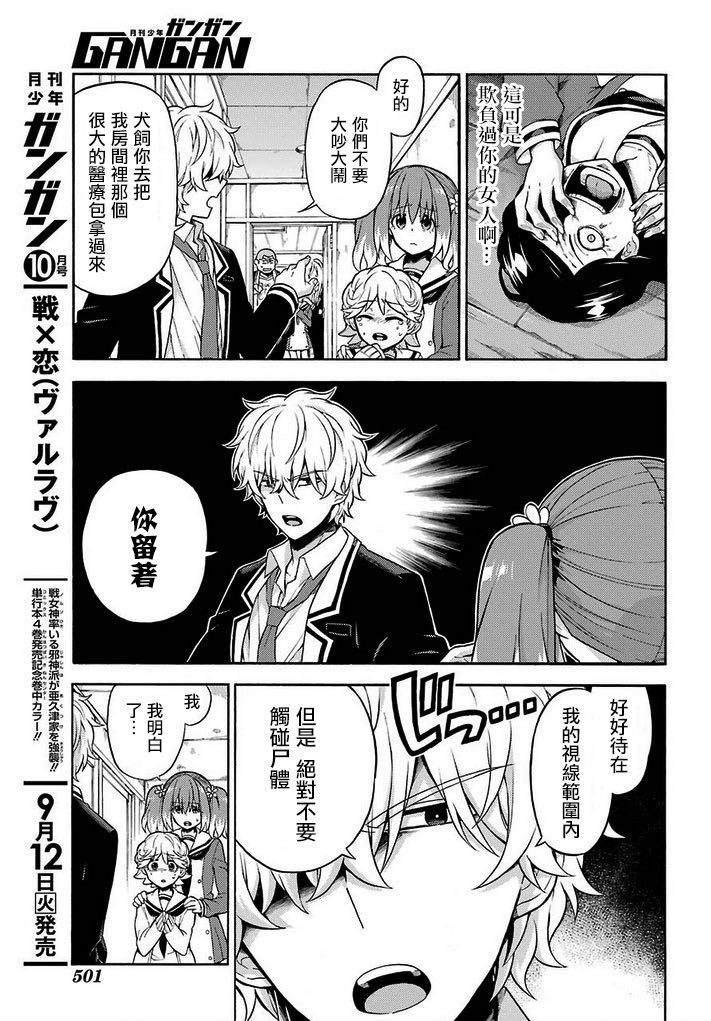 月刊少年
ガンガン
GANGAN
這可是
欺負過你的女人啊…
你們不要
大吵大鬧
好的
犬飼你去把
我房間裡那個
很大的醫療包拿過來
你留著
好好待在
我的視線範圍內
ドッ…
但是 絕對不要
觸碰尸體
我
我明白
了…
月刊
少年
ガンガン
10月号
戦×恋(ヴァルラヴ)
戦女神率いる邪神派が亜久津家を強襲!!
単行本4巻発売記念巻中カラー!!
9月12日(火)発売
501